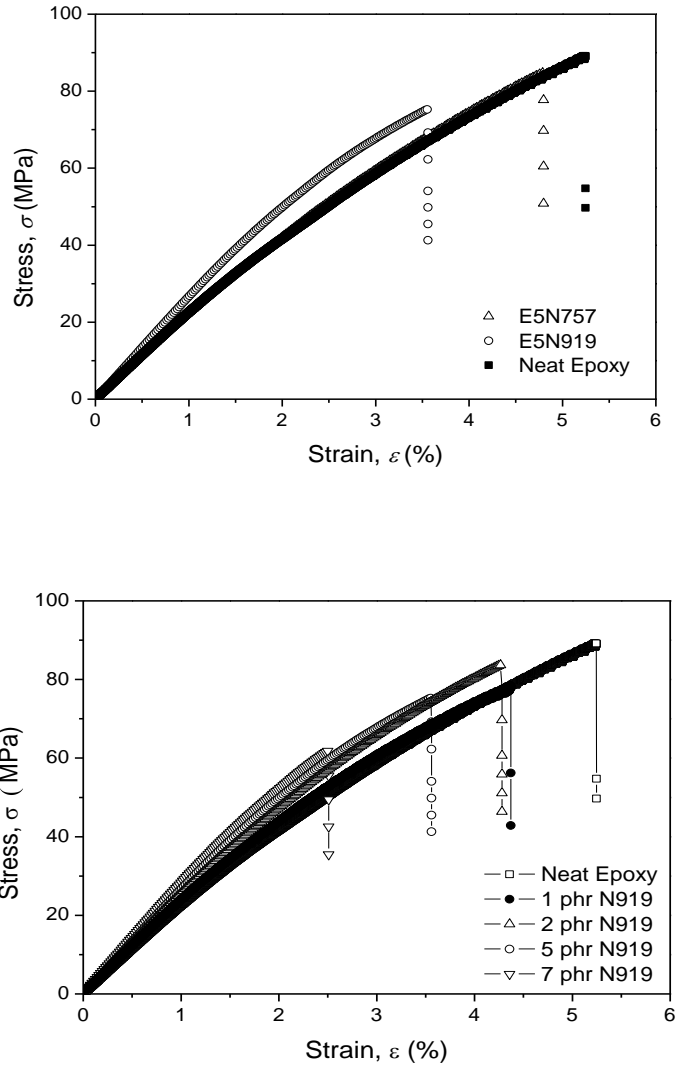 100
80
60
40
20
0
Stress, σ (MPa)
E5N757
E5N919
Neat Epoxy
0 1 2 3 4 5 6
Strain, ε (%)
100
80
60
40
20
0
Stress, σ ( MPa)
Neat Epoxy
1 phr N919
2 phr N919
5 phr N919
7 phr N919
0 1 2 3 4 5 6
Strain, ε (%)